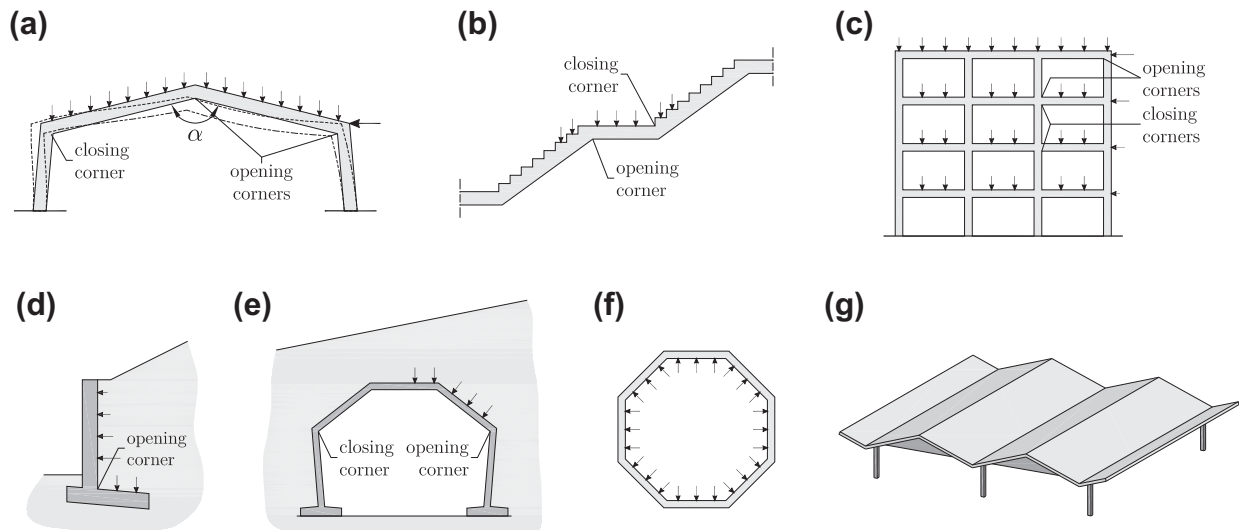 (a)
α
closing
corner
opening
corners
(b)
closing
corner
opening
corner
(c)
opening
corners
closing
corners
(d)
opening
corner
(e)
closing
corner
opening
corner
(f)
(g)